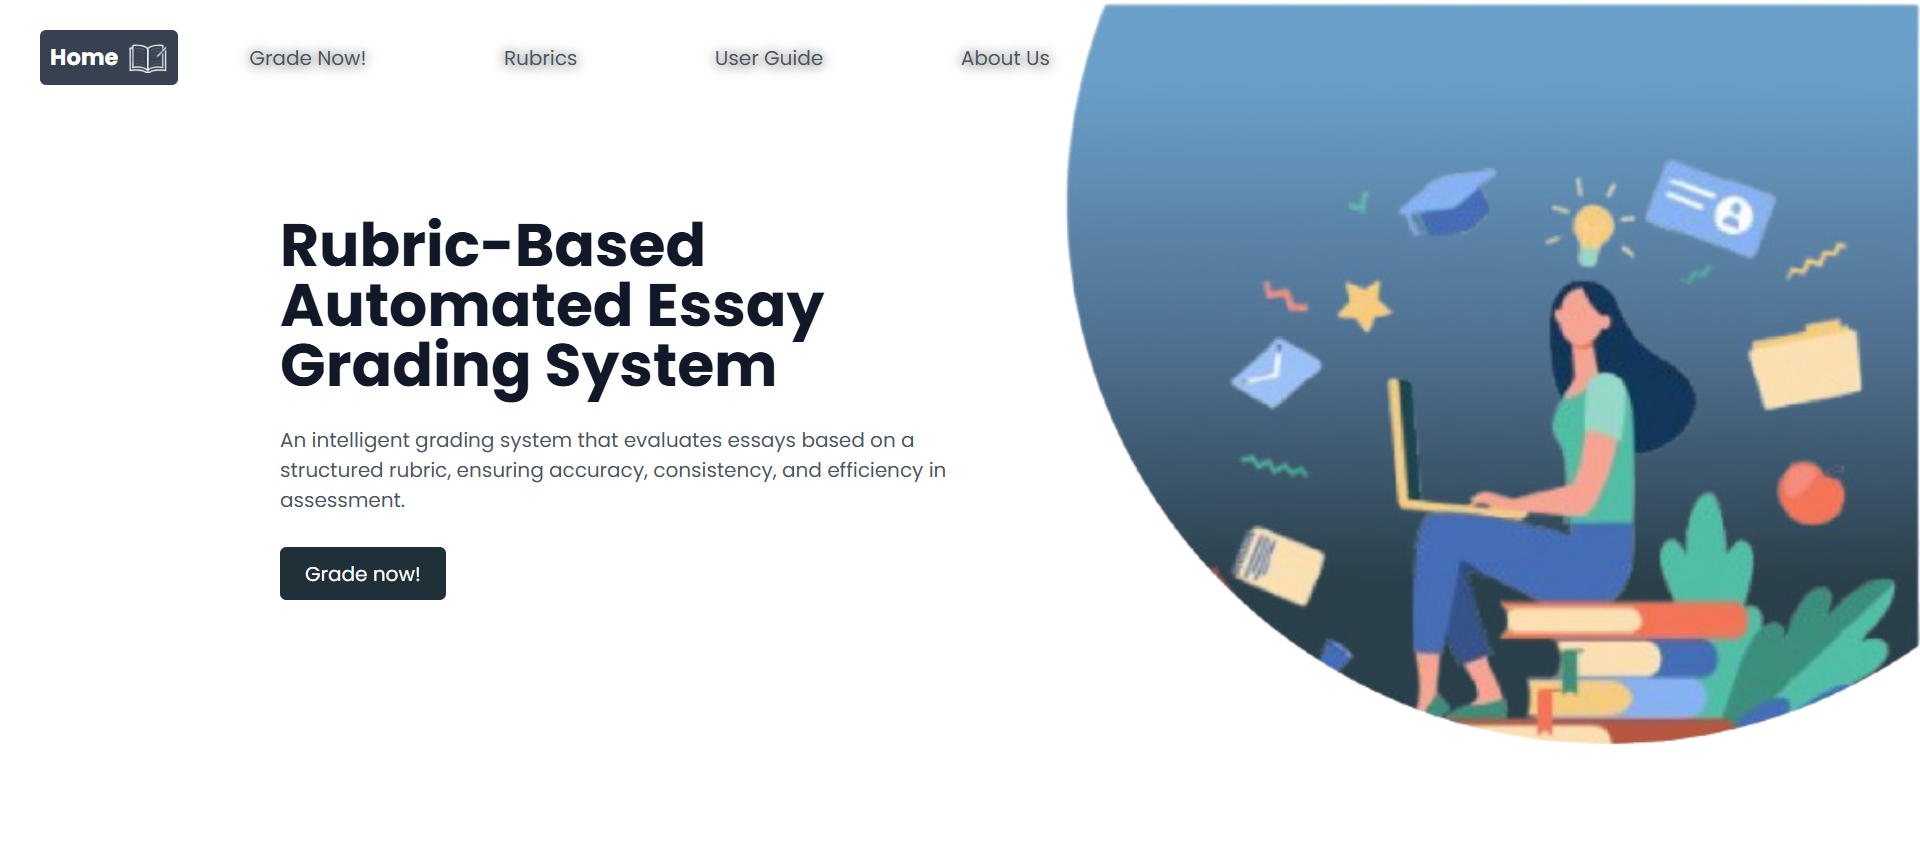 Home
Grade Now!
Rubrics
User Guide
About Us
Rubric-Based
Automated Essay
Grading System
An intelligent grading system that evaluates essays based on a
structured rubric, ensuring accuracy, consistency, and efficiency in
assessment.
Grade now!